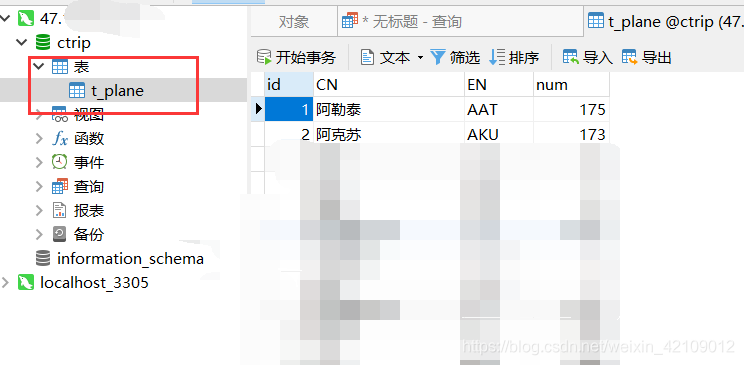 47.
ctrip
表
t_plane
视图
函数
事件
查询
报表
备份
information_schema
localhost_3305
对象
* 无标题 - 查询
t_plane @ctrip (47.
开始事务
文本
筛选
排序
导入
导出
id CN EN num
1 阿勒泰 AAT 175
2 阿克苏 AKU 173
https://blog.csdn.net/weixin_42109012